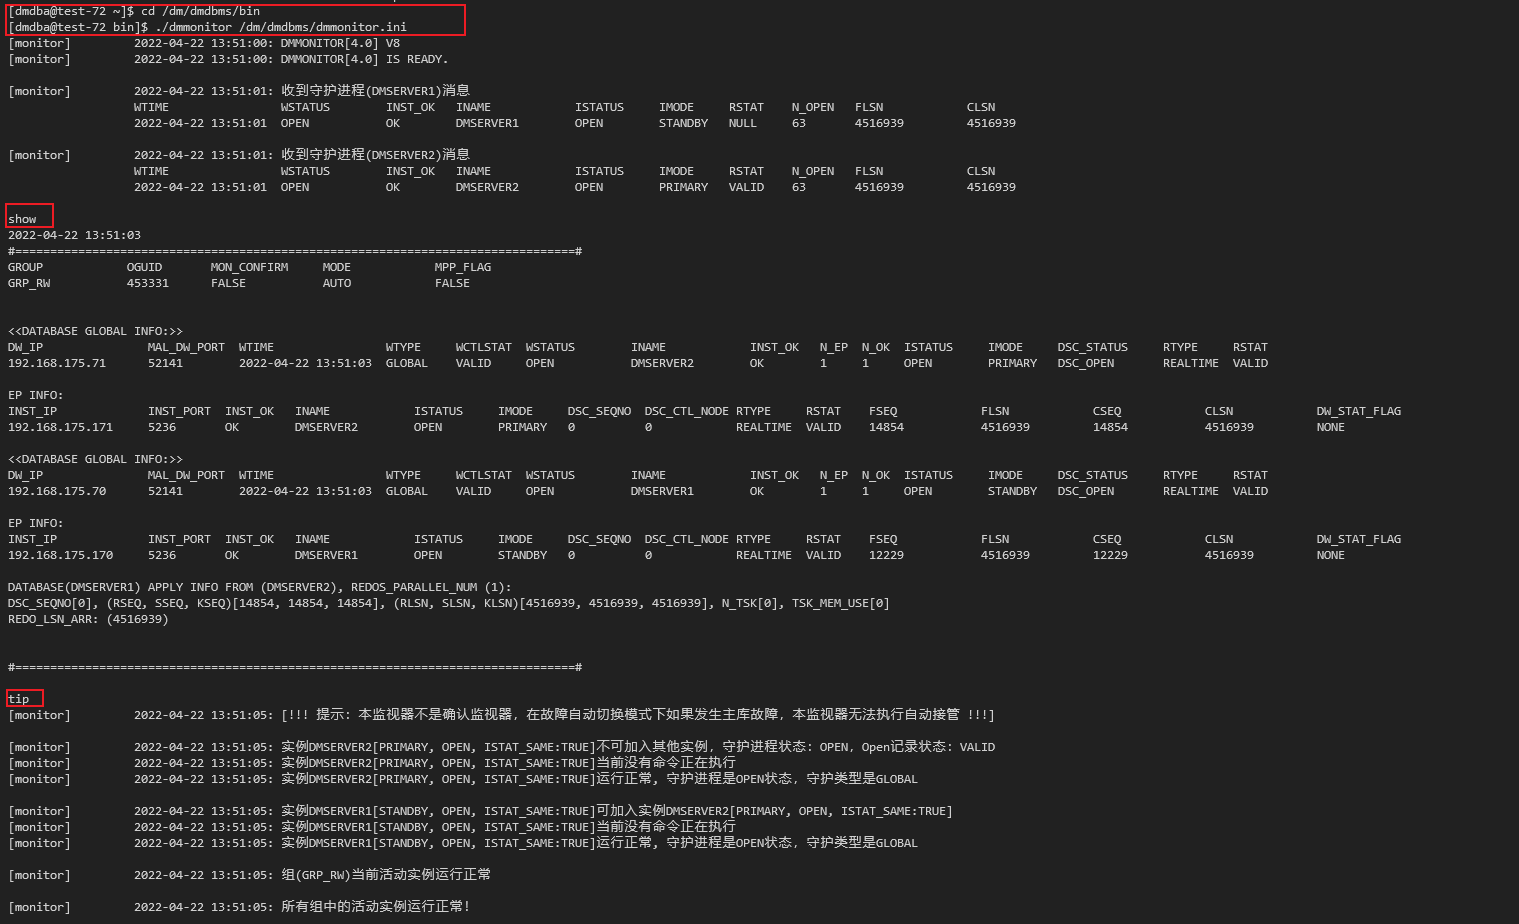 [dmdba@test-72 ~]$ cd /dm/dmdbms/bin
[dmdba@test-72 bin]$ ./dmmonitor /dm/dmdbms/dmmonitor.ini
[monitor]         2022-04-22 13:51:00: DMMONITOR[4.0] V8
[monitor]         2022-04-22 13:51:00: DMMONITOR[4.0] IS READY.
[monitor]         2022-04-22 13:51:01: 收到守护进程(DMSERVER1)消息
WTIME                WSTATUS        INST_OK   INAME            ISTATUS     IMODE     RSTAT    N_OPEN   FLSN            CLSN
2022-04-22 13:51:01  OPEN           OK        DMSERVER1        OPEN        STANDBY   NULL     63       4516939         4516939
[monitor]         2022-04-22 13:51:01: 收到守护进程(DMSERVER2)消息
WTIME                WSTATUS        INST_OK   INAME            ISTATUS     IMODE     RSTAT    N_OPEN   FLSN            CLSN
2022-04-22 13:51:01  OPEN           OK        DMSERVER2        OPEN        PRIMARY   VALID    63       4516939         4516939
show
2022-04-22 13:51:03
#================================================================================#
GROUP            OGUID       MON_CONFIRM     MODE            MPP_FLAG
GRP_RW           453331      FALSE           AUTO            FALSE
<<DATABASE GLOBAL INFO:>>
DW_IP               MAL_DW_PORT  WTIME                WTYPE     WCTLSTAT  WSTATUS        INAME            INST_OK   N_EP  N_OK  ISTATUS     IMODE     DSC_STATUS     RTYPE     RSTAT
192.168.175.71      52141        2022-04-22 13:51:03  GLOBAL    VALID     OPEN           DMSERVER2        OK        1     1     OPEN        PRIMARY   DSC_OPEN       REALTIME  VALID
EP INFO:
INST_IP             INST_PORT  INST_OK   INAME            ISTATUS     IMODE     DSC_SEQNO  DSC_CTL_NODE RTYPE     RSTAT    FSEQ            FLSN            CSEQ            CLSN            DW_STAT_FLAG
192.168.175.171     5236       OK        DMSERVER2        OPEN        PRIMARY   0          0            REALTIME  VALID    14854           4516939         14854           4516939         NONE
<<DATABASE GLOBAL INFO:>>
DW_IP               MAL_DW_PORT  WTIME                WTYPE     WCTLSTAT  WSTATUS        INAME            INST_OK   N_EP  N_OK  ISTATUS     IMODE     DSC_STATUS     RTYPE     RSTAT
192.168.175.70      52141        2022-04-22 13:51:03  GLOBAL    VALID     OPEN           DMSERVER1        OK        1     1     OPEN        STANDBY   DSC_OPEN       REALTIME  VALID
EP INFO:
INST_IP             INST_PORT  INST_OK   INAME            ISTATUS     IMODE     DSC_SEQNO  DSC_CTL_NODE RTYPE     RSTAT    FSEQ            FLSN            CSEQ            CLSN            DW_STAT_FLAG
192.168.175.170     5236       OK        DMSERVER1        OPEN        STANDBY   0          0            REALTIME  VALID    12229           4516939         12229           4516939         NONE
DATABASE(DMSERVER1) APPLY INFO FROM (DMSERVER2), REDOS_PARALLEL_NUM (1):
DSC_SEQNO[0], (RSEQ, SSEQ, KSEQ)[14854, 14854, 14854], (RLSN, SLSN, KLSN)[4516939, 4516939, 4516939], N_TSK[0], TSK_MEM_USE[0]
REDO_LSN_ARR: (4516939)
#================================================================================#
tip
[monitor]         2022-04-22 13:51:05: [!!! 提示: 本监视器不是确认监视器, 在故障自动切换模式下如果发生主库故障, 本监视器无法执行自动接管 !!!]
[monitor]         2022-04-22 13:51:05: 实例DMSERVER2[PRIMARY, OPEN, ISTAT_SAME:TRUE]不可加入其他实例, 守护进程状态: OPEN, Open记录状态: VALID
[monitor]         2022-04-22 13:51:05: 实例DMSERVER2[PRIMARY, OPEN, ISTAT_SAME:TRUE]当前没有命令正在执行
[monitor]         2022-04-22 13:51:05: 实例DMSERVER2[PRIMARY, OPEN, ISTAT_SAME:TRUE]运行正常, 守护进程是OPEN状态, 守护类型是GLOBAL
[monitor]         2022-04-22 13:51:05: 实例DMSERVER1[STANDBY, OPEN, ISTAT_SAME:TRUE]可加入实例DMSERVER2[PRIMARY, OPEN, ISTAT_SAME:TRUE]
[monitor]         2022-04-22 13:51:05: 实例DMSERVER1[STANDBY, OPEN, ISTAT_SAME:TRUE]当前没有命令正在执行
[monitor]         2022-04-22 13:51:05: 实例DMSERVER1[STANDBY, OPEN, ISTAT_SAME:TRUE]运行正常, 守护进程是OPEN状态, 守护类型是GLOBAL
[monitor]         2022-04-22 13:51:05: 组(GRP_RW)当前活动实例运行正常
[monitor]         2022-04-22 13:51:05: 所有组中的活动实例运行正常!